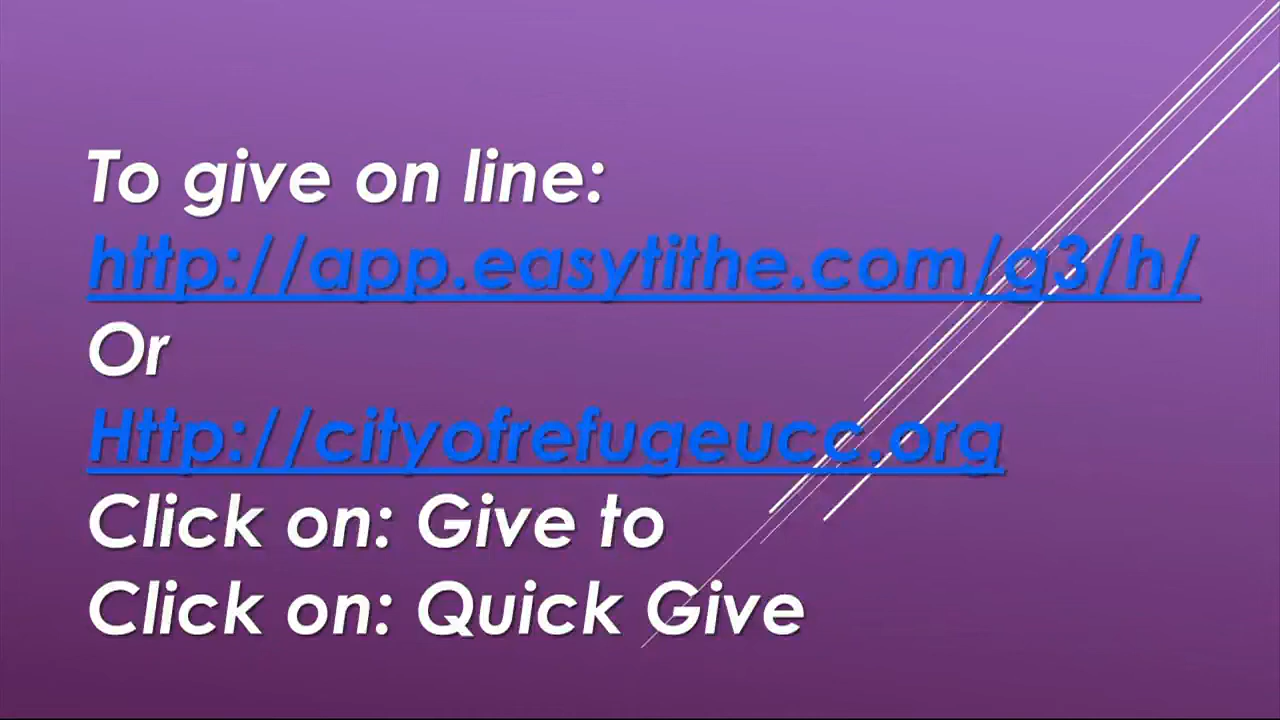 To give on line:
http://app.easytithe.com/g3/h/
Or
Http://cityofrefugeucc.org
Click on: Give to
Click on: Quick Give